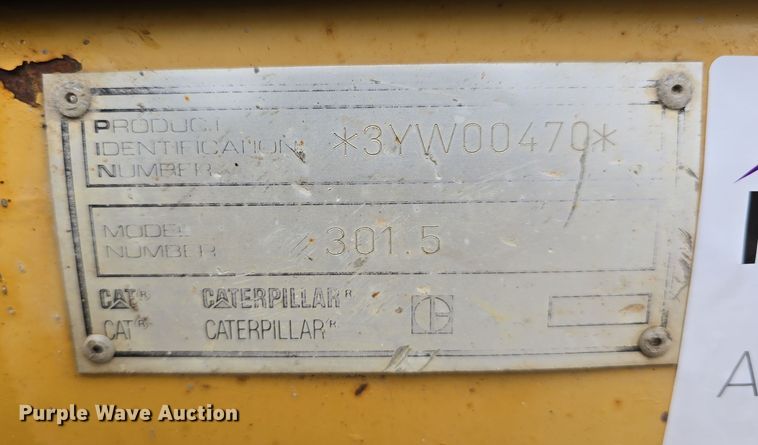 PRODUCT
IDENTIFICATION *3YW00470*
NUMBER
MODEL
NUMBER 301.5
CAT® CATERPILLAR®
CAT® CATERPILLAR®
A
Purple Wave Auction